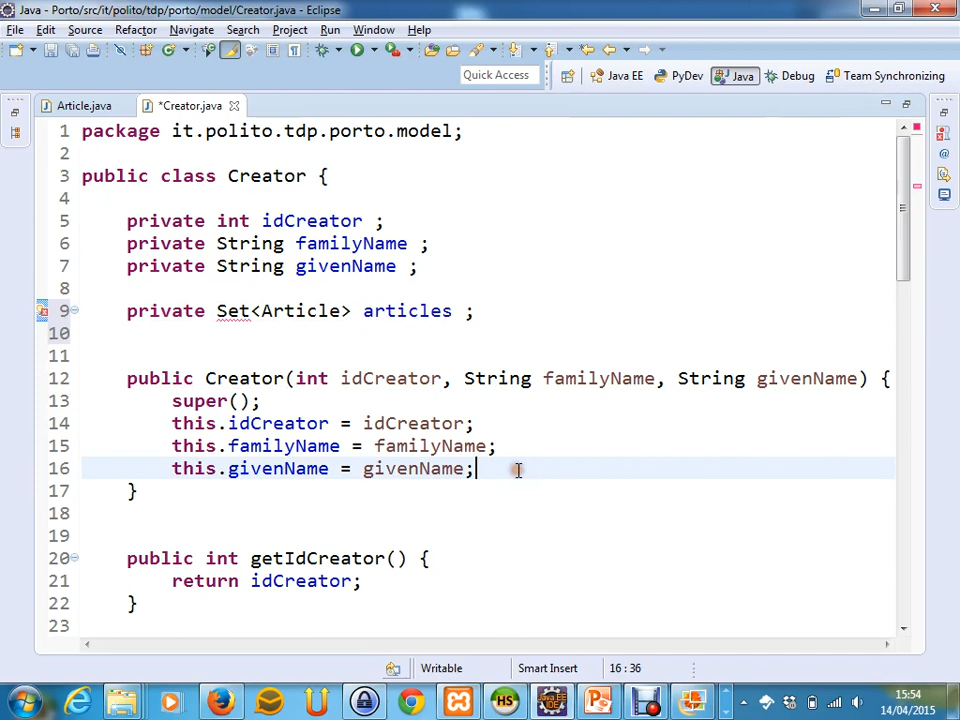 Java - Porto/src/it/polito/tdp/porto/model/Creator.java - Eclipse
File Edit Source Refactor Navigate Search Project Run Window Help
Quick Access Java EE PyDev Java Debug Team Synchronizing
Article.java *Creator.java
1 package it.polito.tdp.porto.model;
2
3 public class Creator {
4
5 private int idCreator ;
6 private String familyName ;
7 private String givenName ;
8
9 private Set<Article> articles ;
10
11
12 public Creator(int idCreator, String familyName, String givenName) {
13 super();
14 this.idCreator = idCreator;
15 this.familyName = familyName;
16 this.givenName = givenName;
17 }
18
19
20 public int getIdCreator() {
21 return idCreator;
22 }
23
Writable Smart Insert 16 : 36
HS
Java EE
IDE
15:54
14/04/2015